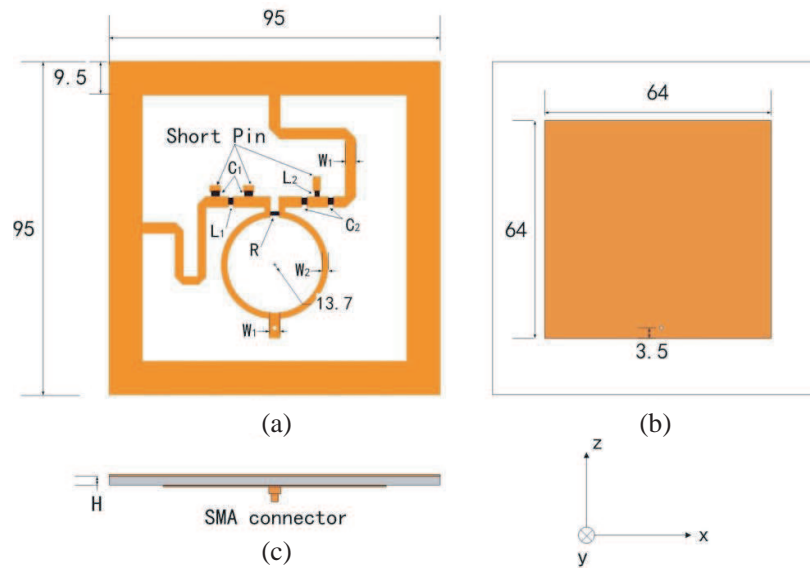 95
9.5
Short Pin
C1
L2
W1
L1
C2
R
W2
13.7
W1
95
(a)
64
64
3.5
(b)
H
SMA connector
(c)
z
x
y